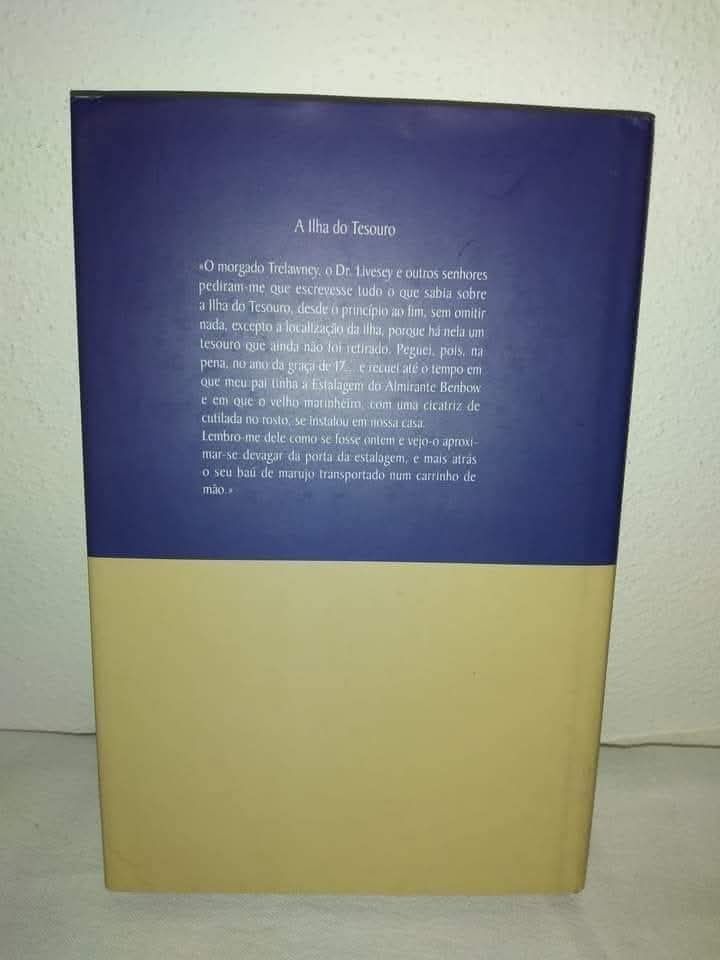 A Ilha do Tesouro
«O morgado Trelawney, o Dr. Livesey e outros senhores
pediram-me que escrevesse tudo o que sabia sobre
a Ilha do Tesouro, desde o princípio ao fim, sem omitir
nada, excepto a localização da ilha, porque há nela um
tesouro que ainda não foi retirado. Peguei, pois, na
pena, no ano da graça de 17... e recuei até o tempo em
que meu pai tinha a Estalagem do Almirante Benbow
e em que o velho marinheiro, com uma cicatriz de
cutilada no rosto, se instalou em nossa casa.
Lembro-me dele como se fosse ontem e vejo-o aproxi-
mar-se devagar da porta da estalagem, e mais atrás
o seu baú de marujo transportado num carrinho de
mão.»